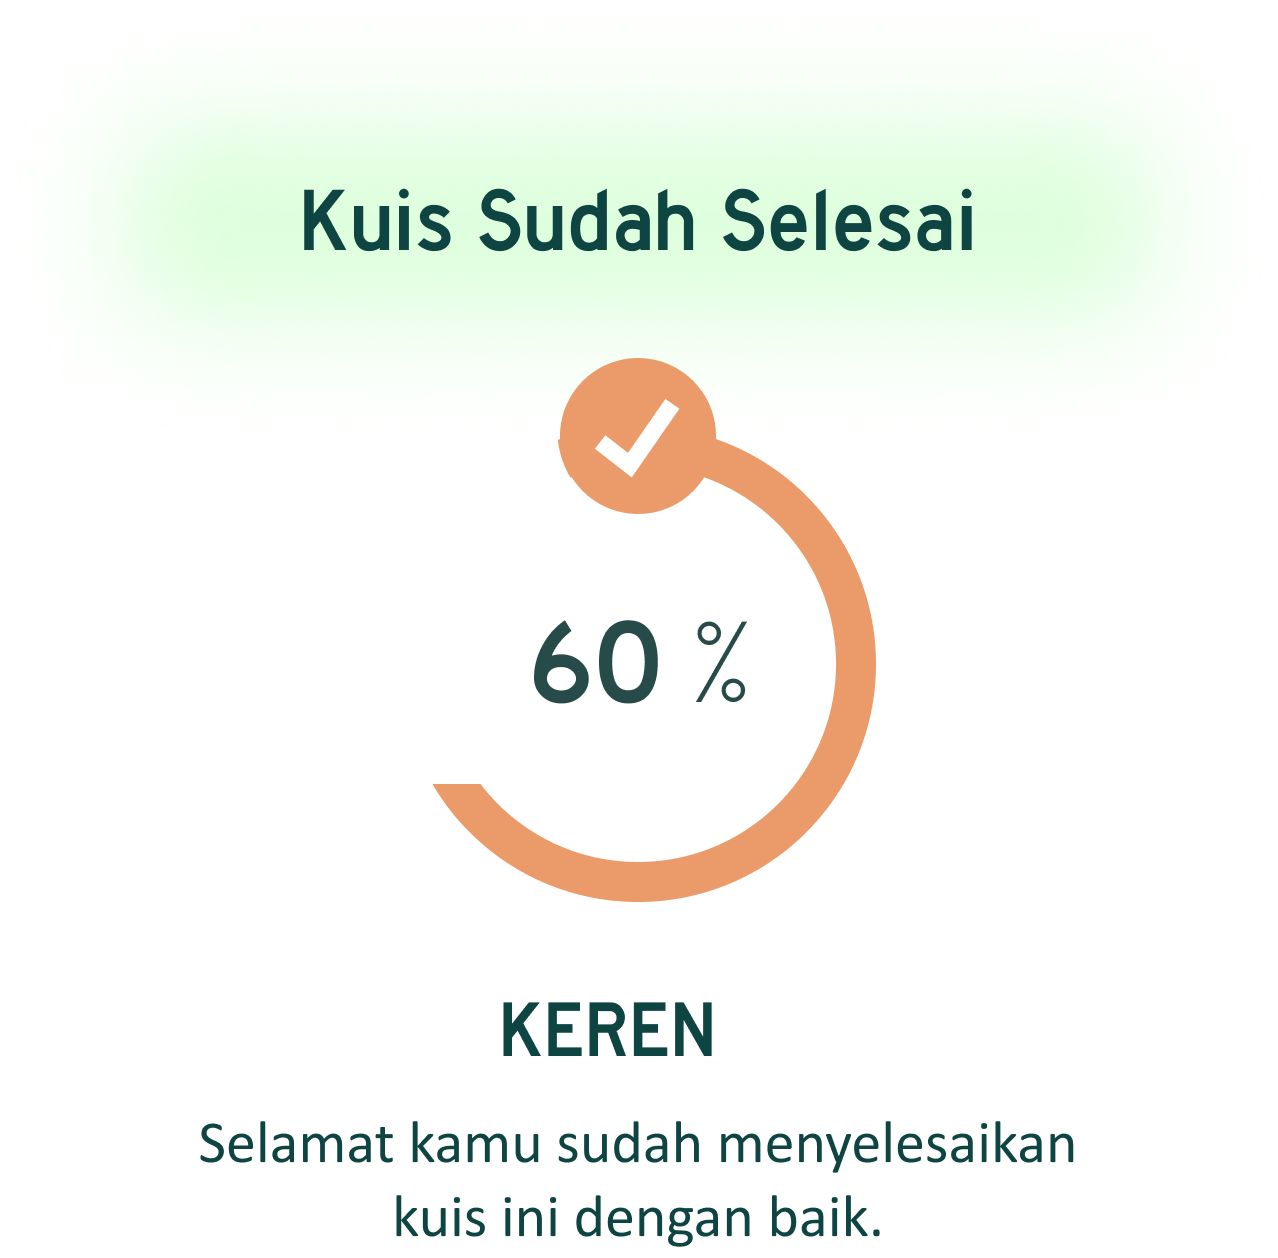 Kuis Sudah Selesai
60 %
KEREN
Selamat kamu sudah menyelesaikan
kuis ini dengan baik.